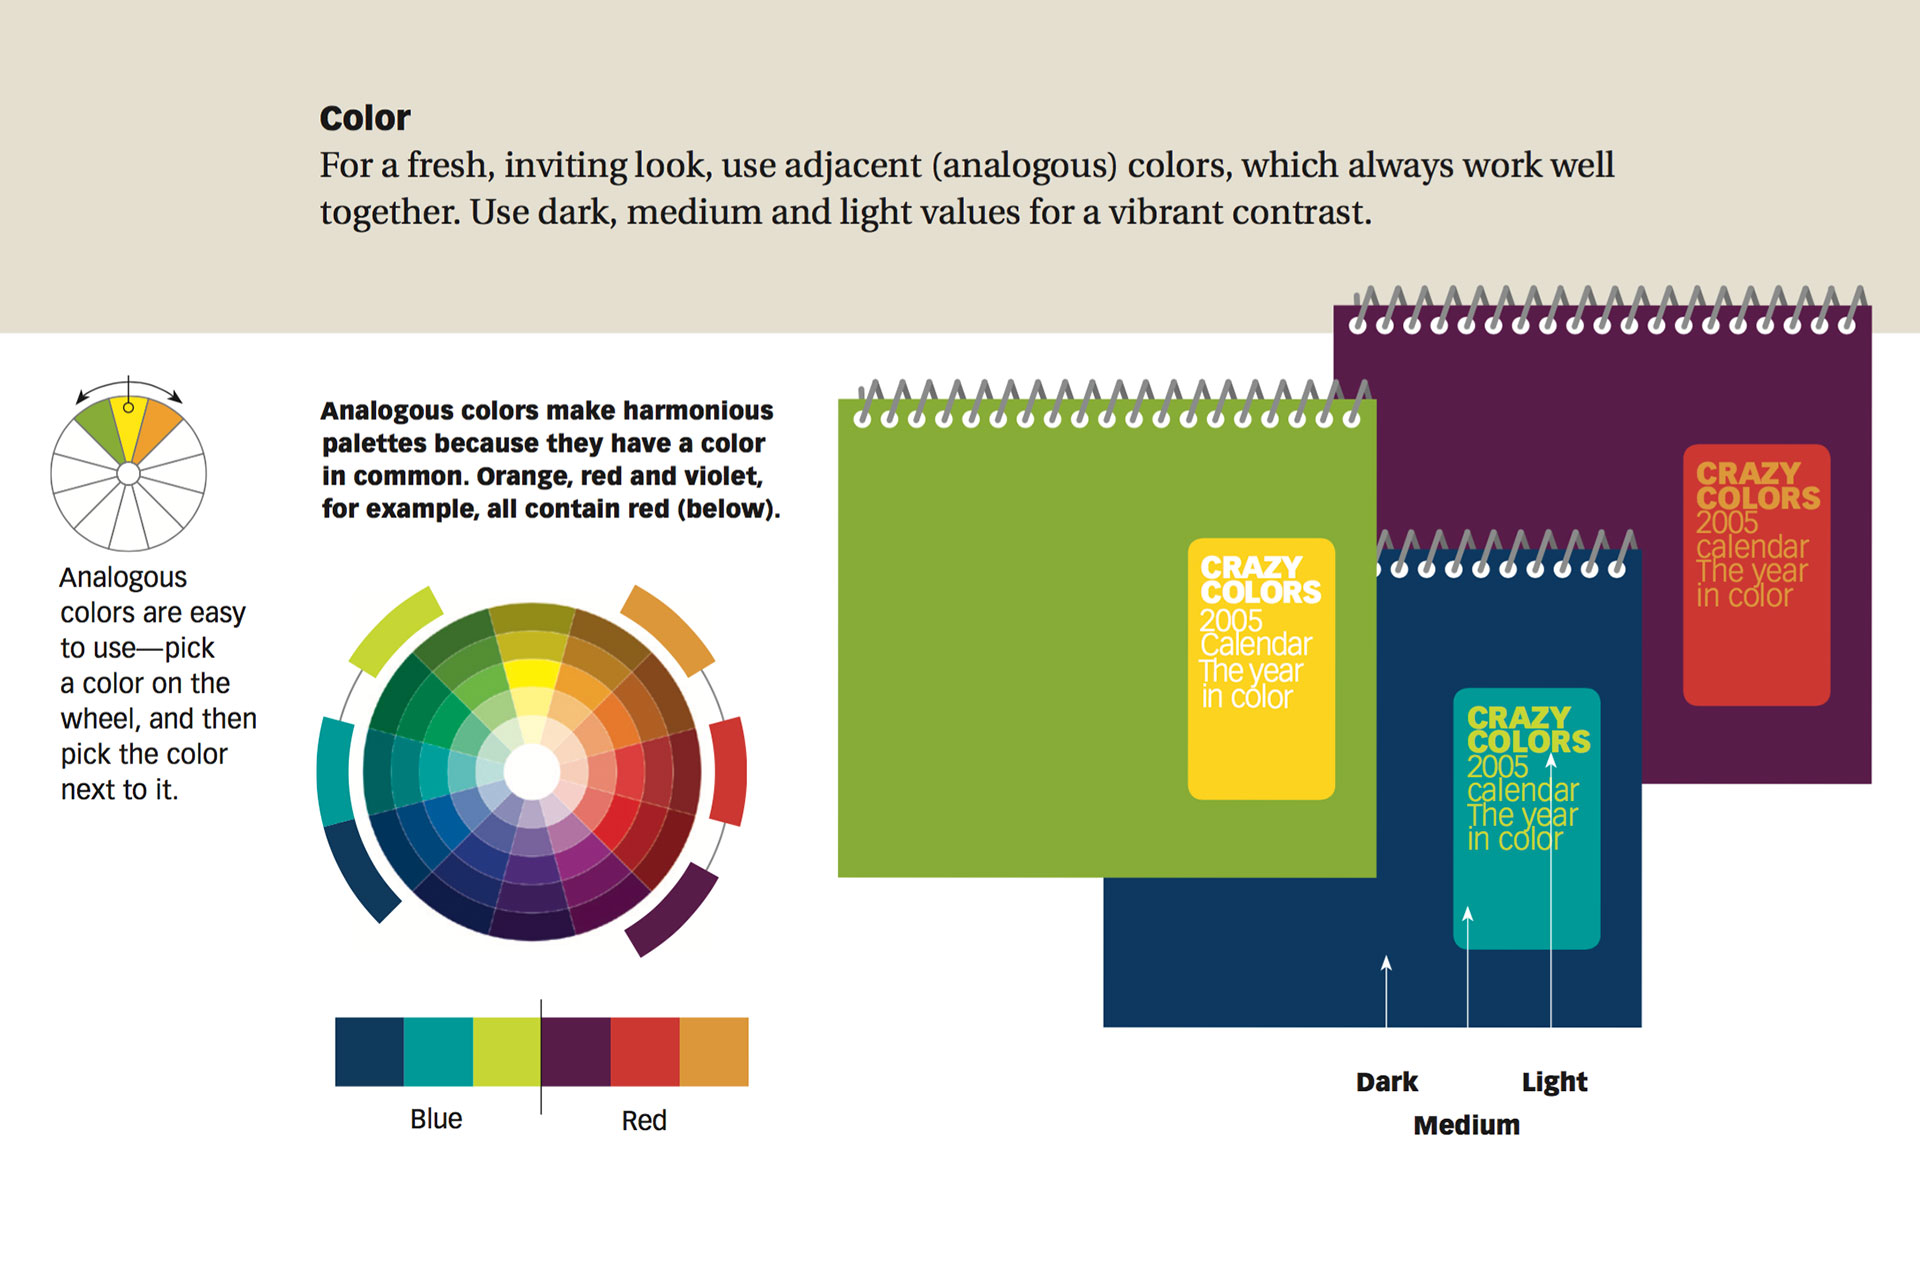 Color
For a fresh, inviting look, use adjacent (analogous) colors, which always work well
together. Use dark, medium and light values for a vibrant contrast.
Analogous
colors are easy
to use—pick
a color on the
wheel, and then
pick the color
next to it.
Analogous colors make harmonious
palettes because they have a color
in common. Orange, red and violet,
for example, all contain red (below).
Blue
Red
CRAZY
COLORS
2005
Calendar
The year
in color
CRAZY
COLORS
2005
calendar
The year
in color
CRAZY
COLORS
2005
calendar
The year
in color
Dark
Light
Medium